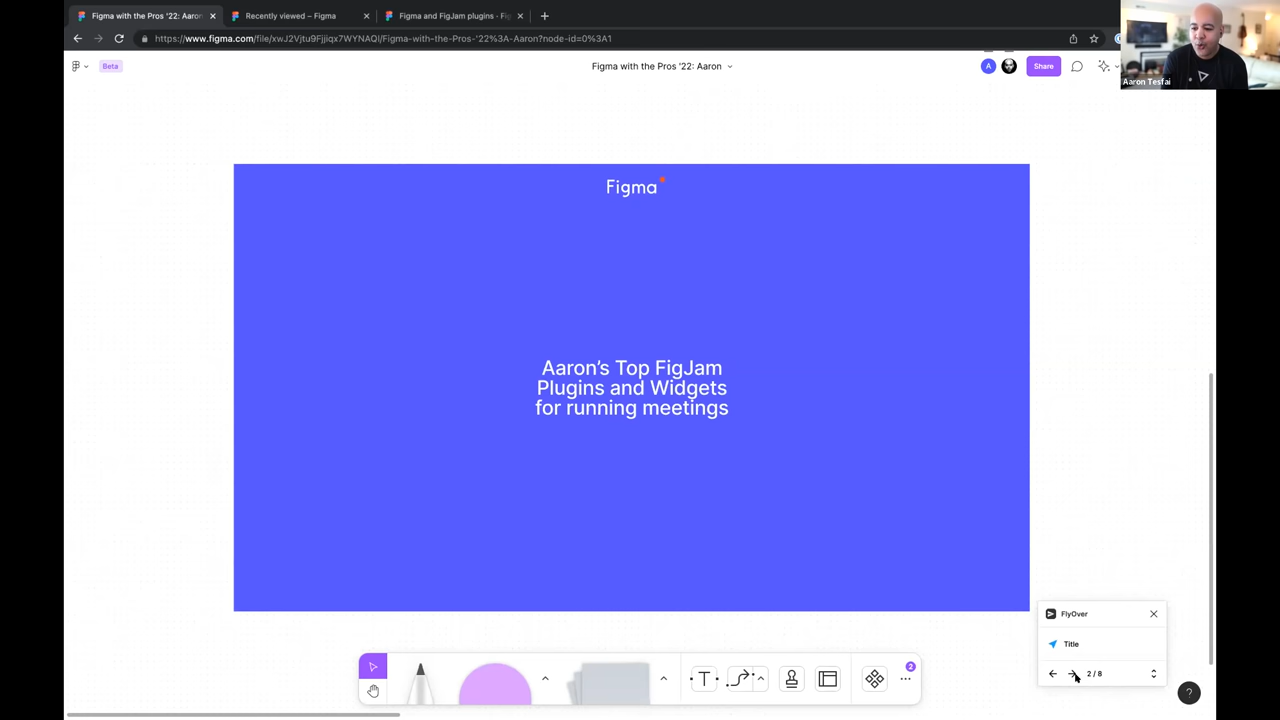 Figma with the Pros '22: Aaron
Recently viewed – Figma
Figma and FigJam plugins - Fig
https://www.figma.com/file/xwJ2Vjtu9Fjjiqx7WYNAQl/Figma-with-the-Pros-'22%3A-Aaron?node-id=0%3A1
Beta
Figma with the Pros '22: Aaron
A
Share
Aaron Tesfai
Figma
Aaron's Top FigJam
Plugins and Widgets
for running meetings
FlyOver
Title
2 / 8
T
2
?